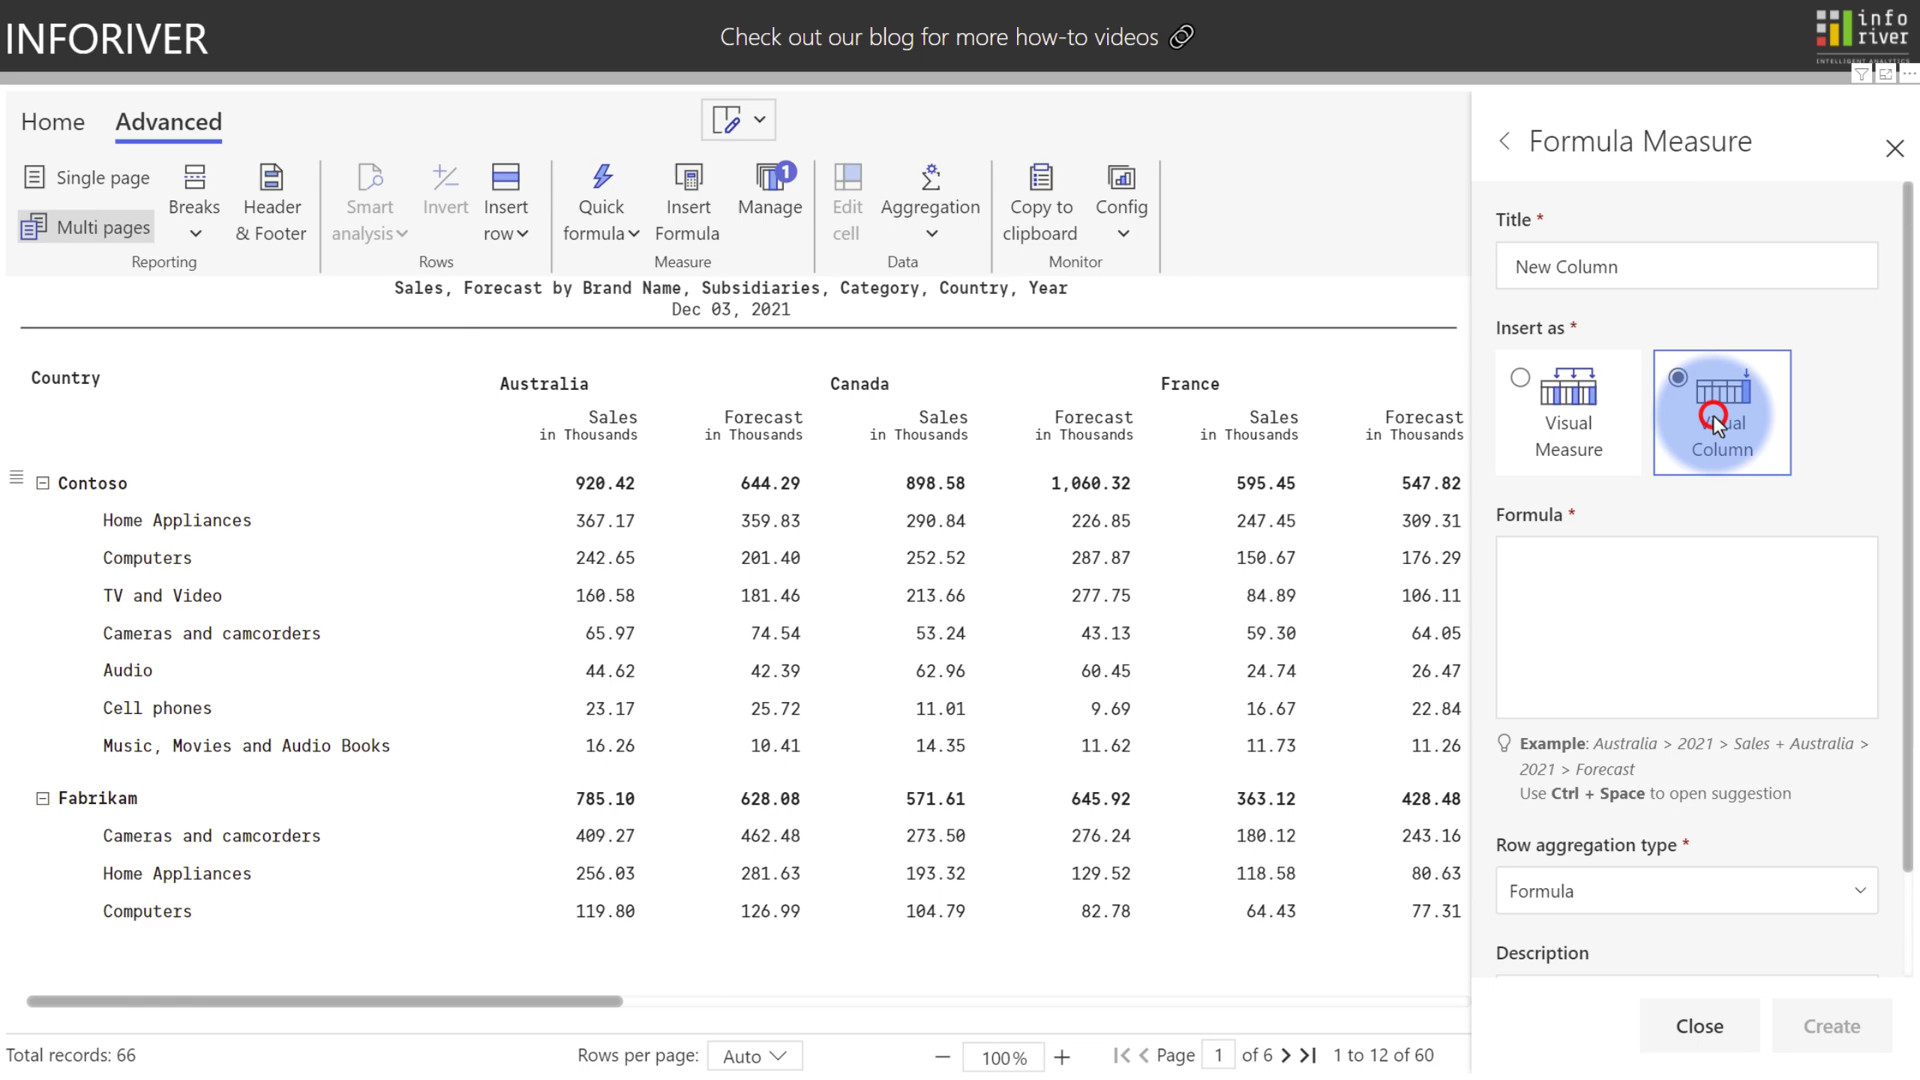 INFORIVER
Check out our blog for more how-to videos
info
river
INTELLIGENT ANALYTICS
Home Advanced
Single page
Multi pages
Breaks
Header
& Footer
Reporting
Smart
analysis
Invert
Insert
row
Rows
Quick
formula
Insert
Formula
Manage
1
Measure
Edit
cell
Aggregation
Data
Copy to
clipboard
Config
Monitor
Sales, Forecast by Brand Name, Subsidiaries, Category, Country, Year
Dec 03, 2021
Country Australia Canada France
Sales Forecast Sales Forecast Sales Forecast
in Thousands in Thousands in Thousands in Thousands in Thousands in Thousands
Contoso 920.42 644.29 898.58 1,060.32 595.45 547.82
Home Appliances 367.17 359.83 290.84 226.85 247.45 309.31
Computers 242.65 201.40 252.52 287.87 150.67 176.29
TV and Video 160.58 181.46 213.66 277.75 84.89 106.11
Cameras and camcorders 65.97 74.54 53.24 43.13 59.30 64.05
Audio 44.62 42.39 62.96 60.45 24.74 26.47
Cell phones 23.17 25.72 11.01 9.69 16.67 22.84
Music, Movies and Audio Books 16.26 10.41 14.35 11.62 11.73 11.26
Fabrikam 785.10 628.08 571.61 645.92 363.12 428.48
Cameras and camcorders 409.27 462.48 273.50 276.24 180.12 243.16
Home Appliances 256.03 281.63 193.32 129.52 118.58 80.63
Computers 119.80 126.99 104.79 82.78 64.43 77.31
Total records: 66
Rows per page: Auto
100%
Page 1 of 6
1 to 12 of 60
Formula Measure
Title *
New Column
Insert as *
Visual
Measure
Column
Formula *
Example: Australia > 2021 > Sales + Australia >
2021 > Forecast
Use Ctrl + Space to open suggestion
Row aggregation type *
Formula
Description
Close Create